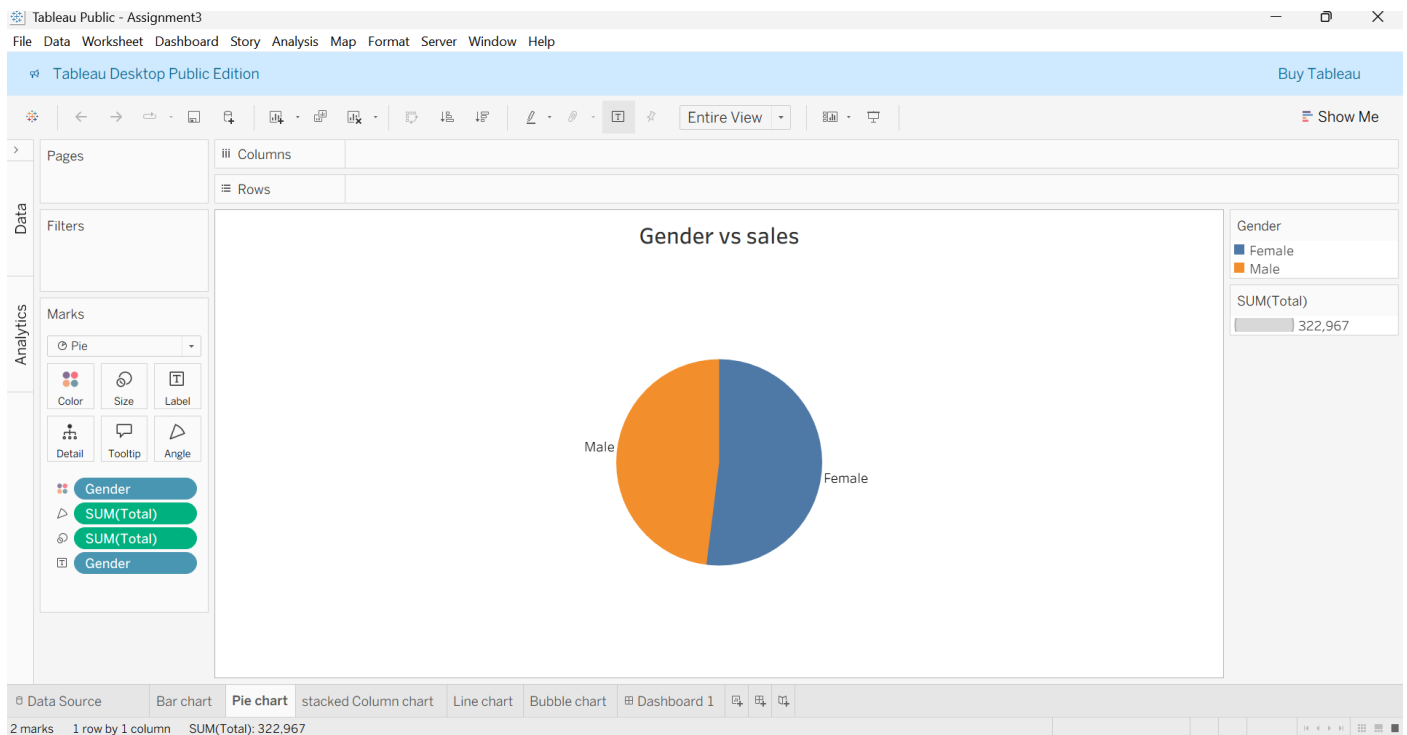 Tableau Public - Assignment3
File Data Worksheet Dashboard Story Analysis Map Format Server Window Help
Tableau Desktop Public Edition
Buy Tableau
Entire View
Show Me
Data
Analytics
Pages
Filters
Marks
Pie
Color Size Label
Detail Tooltip Angle
Gender
SUM(Total)
SUM(Total)
Gender
Columns
Rows
Gender vs sales
Male
Female
Gender
Female
Male
SUM(Total)
322,967
Data Source Bar chart Pie chart stacked Column chart Line chart Bubble chart Dashboard 1
2 marks 1 row by 1 column SUM(Total): 322,967